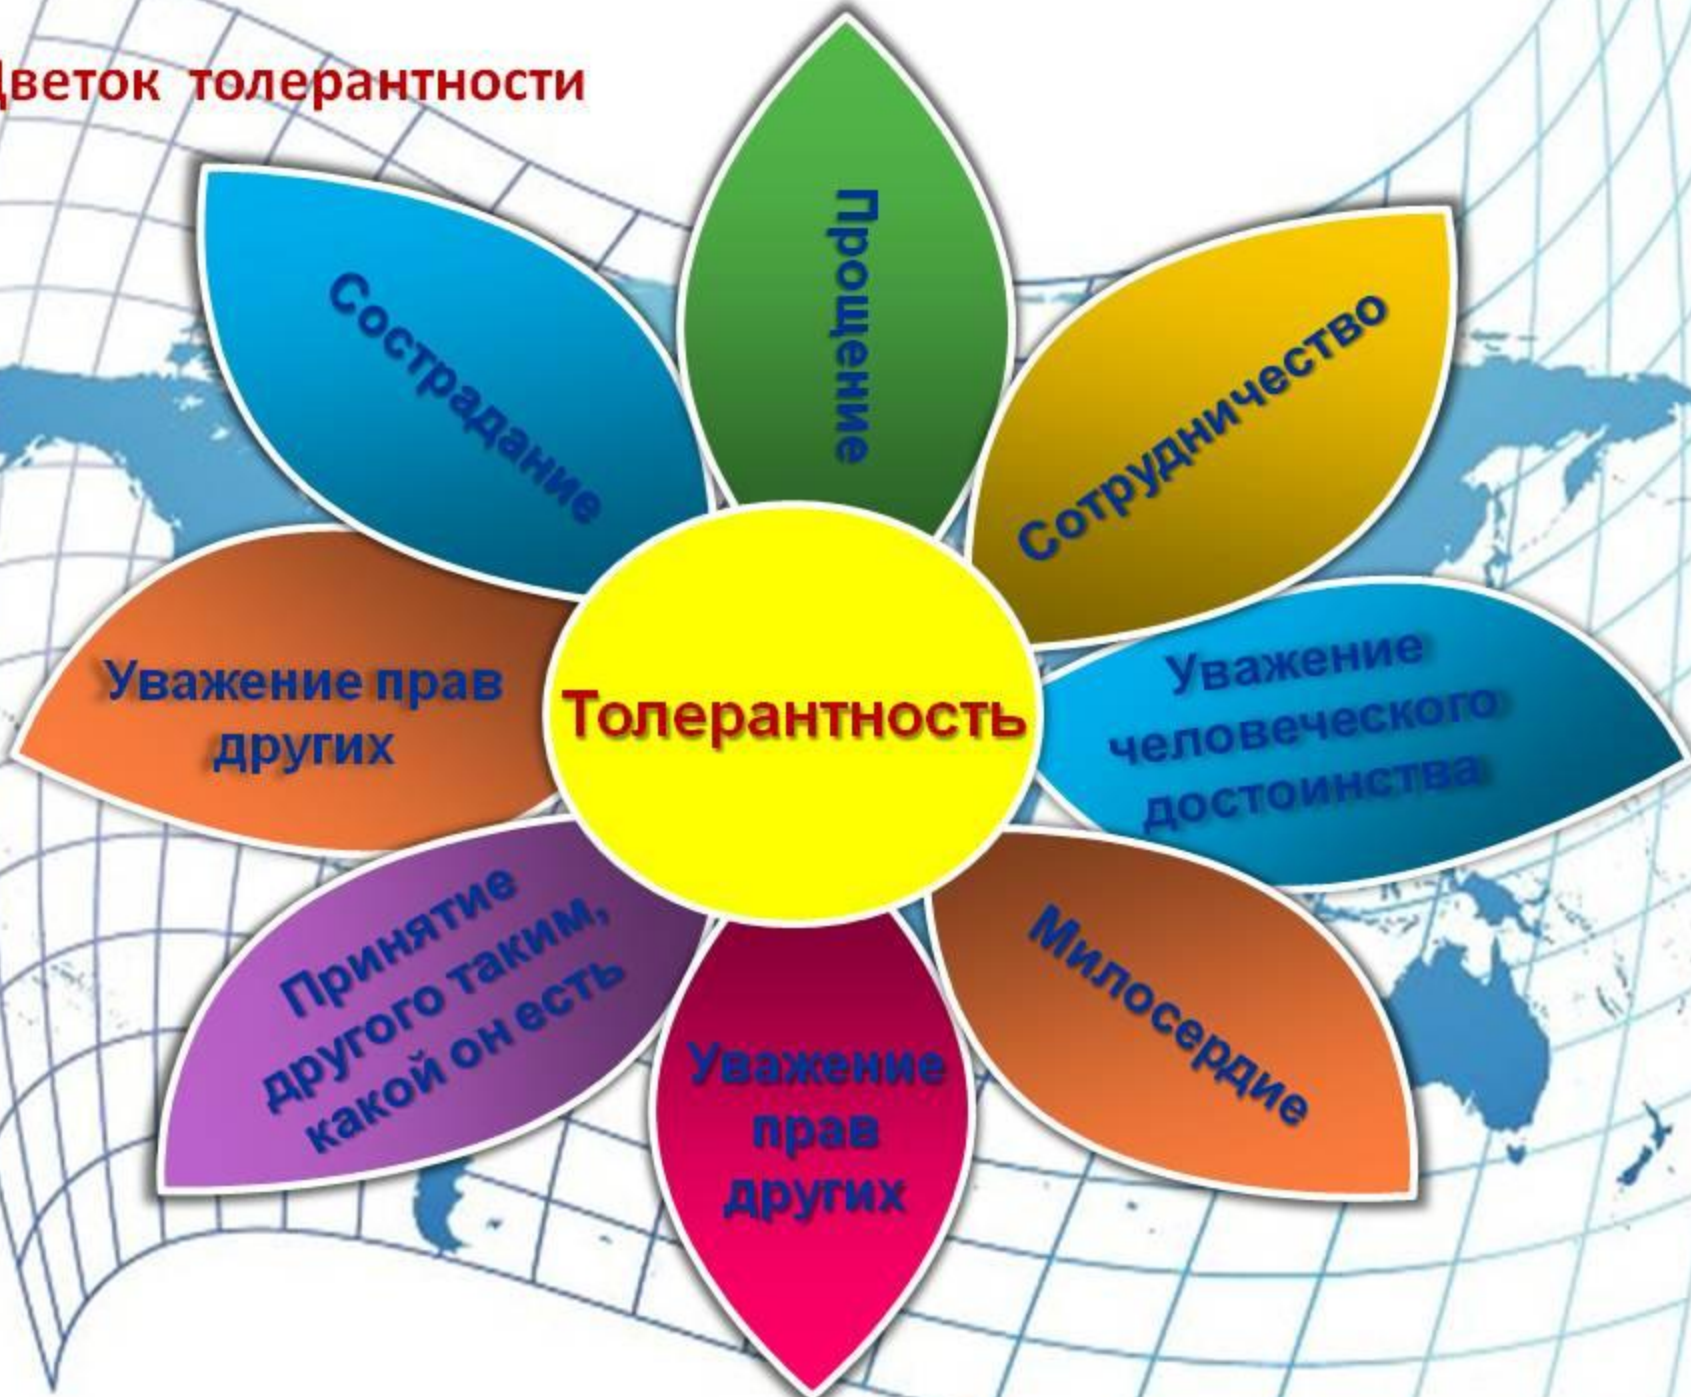 Цветок толерантности
Прощение
Сострадание
Сотрудничество
Уважение прав
других
Толерантность
Уважение
человеческого
достоинства
Принятие
другого таким,
какой он есть
Милосердие
Уважение
прав
других